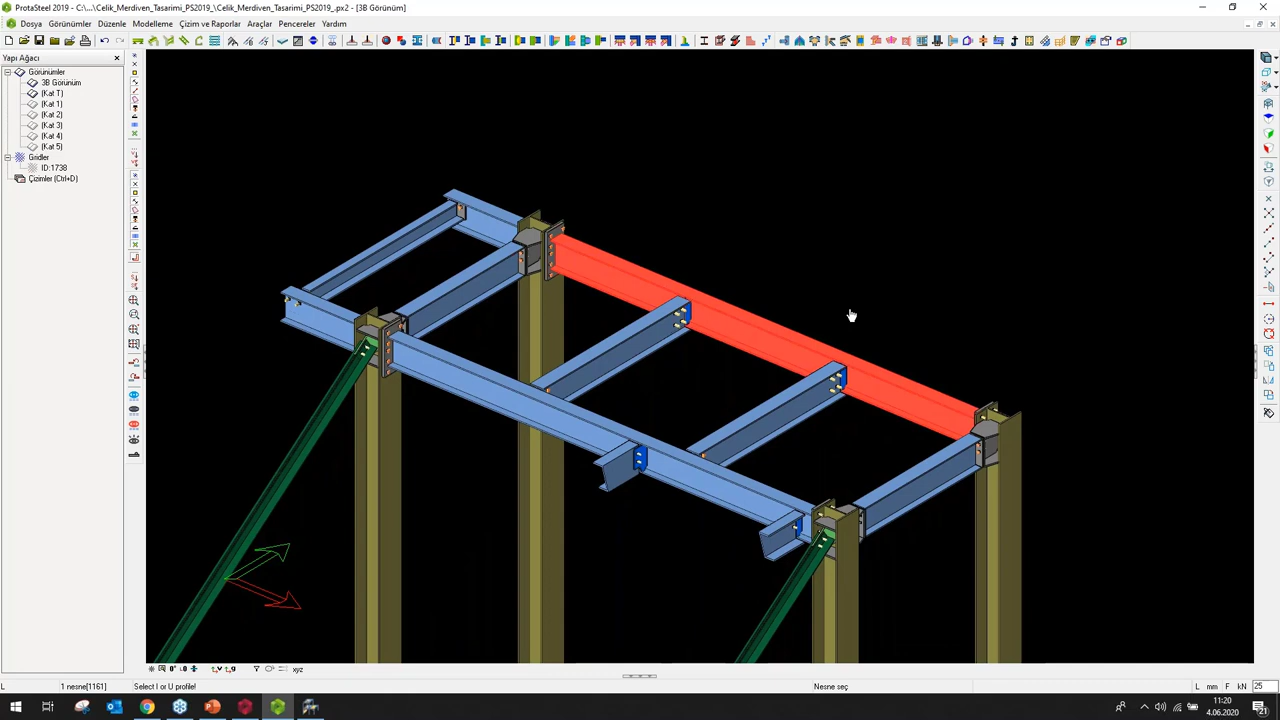 ProtaSteel 2019 - C:\...\Celik_Merdiven_Tasarimi_PS2019_\Celik_Merdiven_Tasarimi_PS2019_.px2 - [3B Görünüm]
Dosya Görünümler Düzenle Modelleme Çizim ve Raporlar Araçlar Pencereler Yardım
Yapı Ağacı
Görünümler
3B Görünüm
(Kat T)
(Kat 1)
(Kat 2)
(Kat 3)
(Kat 4)
(Kat 5)
Gridler
ID:1738
Çizimler (Ctrl+D)
xyz
L 1 nesne[1161] Select I or U profile! Nesne seç L mm F kN 25
11:20
4.06.2020